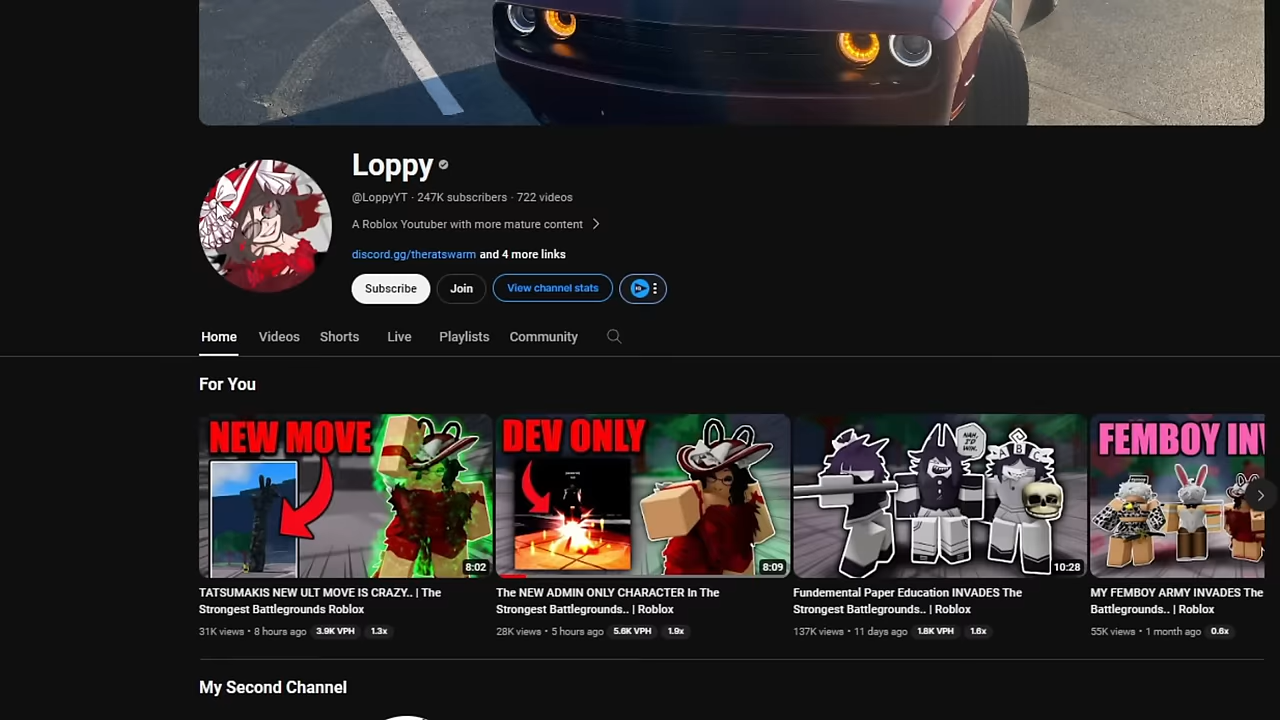 Loppy
@LoppyYT · 247K subscribers · 722 videos
A Roblox Youtuber with more mature content
discord.gg/theratswarm and 4 more links
Subscribe Join View channel stats
Home Videos Shorts Live Playlists Community
For You
NEW MOVE
8:02
DEV ONLY
8:09
NAH, I'D WIN.
A B C
10:28
FEMBOY INV
TATSUMAKIS NEW ULT MOVE IS CRAZY.. | The
Strongest Battlegrounds Roblox
31K views • 8 hours ago 3.9K VPH 1.3x
The NEW ADMIN ONLY CHARACTER In The
Strongest Battlegrounds.. | Roblox
28K views • 5 hours ago 5.6K VPH 1.9x
Fundemental Paper Education INVADES The
Strongest Battlegrounds.. | Roblox
137K views • 11 days ago 1.8K VPH 1.6x
MY FEMBOY ARMY INVADES The
Battlegrounds.. | Roblox
55K views • 1 month ago 0.6x
My Second Channel